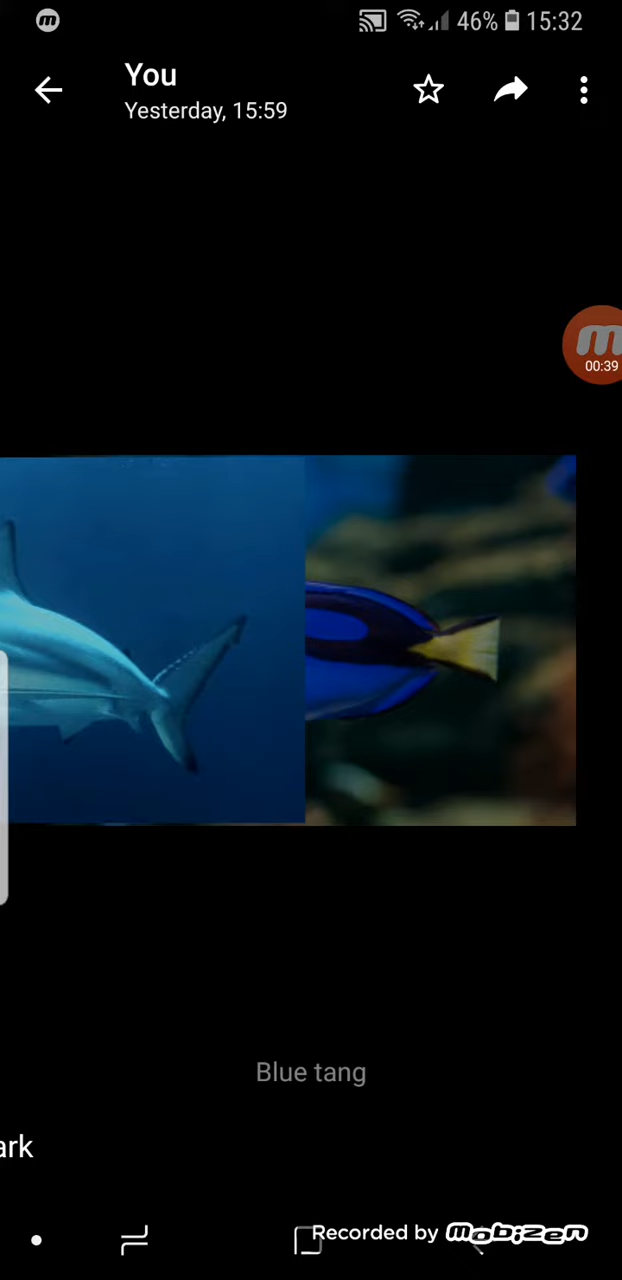 m
46%
15:32
You
Yesterday, 15:59
m
00:39
Blue tang
ark
Recorded by Mobizen